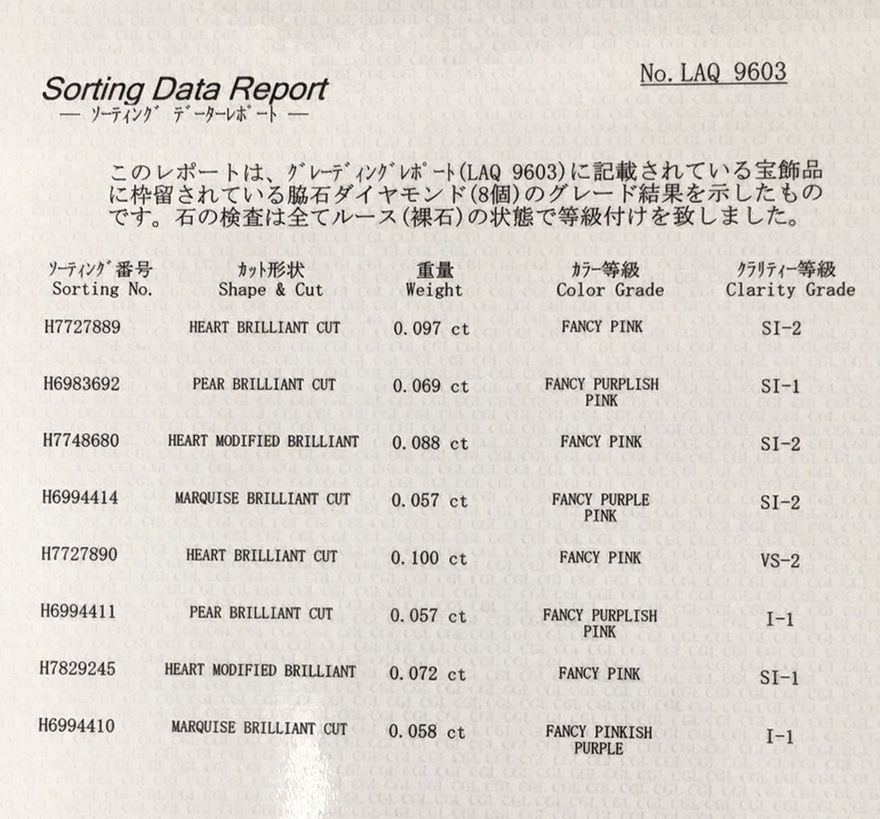 No. LAQ 9603
Sorting Data Report
― ｿｰﾃｨﾝｸﾞ ﾃﾞｰﾀｰﾚﾎﾟｰﾄ ―
このレポートは、ｸﾞﾚｰﾃﾞｨﾝｸﾞﾚﾎﾟｰﾄ(LAQ 9603)に記載されている宝飾品
に枠留されている脇石ダイヤモンド(8個)のグレード結果を示したもの
です。石の検査は全てルース(裸石)の状態で等級付けを致しました。
ｿｰﾃｨﾝｸﾞ番号 ｶｯﾄ形状 重量 ｶﾗｰ等級 ｸﾗﾘﾃｨｰ等級
Sorting No. Shape & Cut Weight Color Grade Clarity Grade
H7727889 HEART BRILLIANT CUT 0.097 ct FANCY PINK SI-2
H6983692 PEAR BRILLIANT CUT 0.069 ct FANCY PURPLISH SI-1
PINK
H7748680 HEART MODIFIED BRILLIANT 0.088 ct FANCY PINK SI-2
H6994414 MARQUISE BRILLIANT CUT 0.057 ct FANCY PURPLE SI-2
PINK
H7727890 HEART BRILLIANT CUT 0.100 ct FANCY PINK VS-2
H6994411 PEAR BRILLIANT CUT 0.057 ct FANCY PURPLISH I-1
PINK
H7829245 HEART MODIFIED BRILLIANT 0.072 ct FANCY PINK SI-1
H6994410 MARQUISE BRILLIANT CUT 0.058 ct FANCY PINKISH I-1
PURPLE